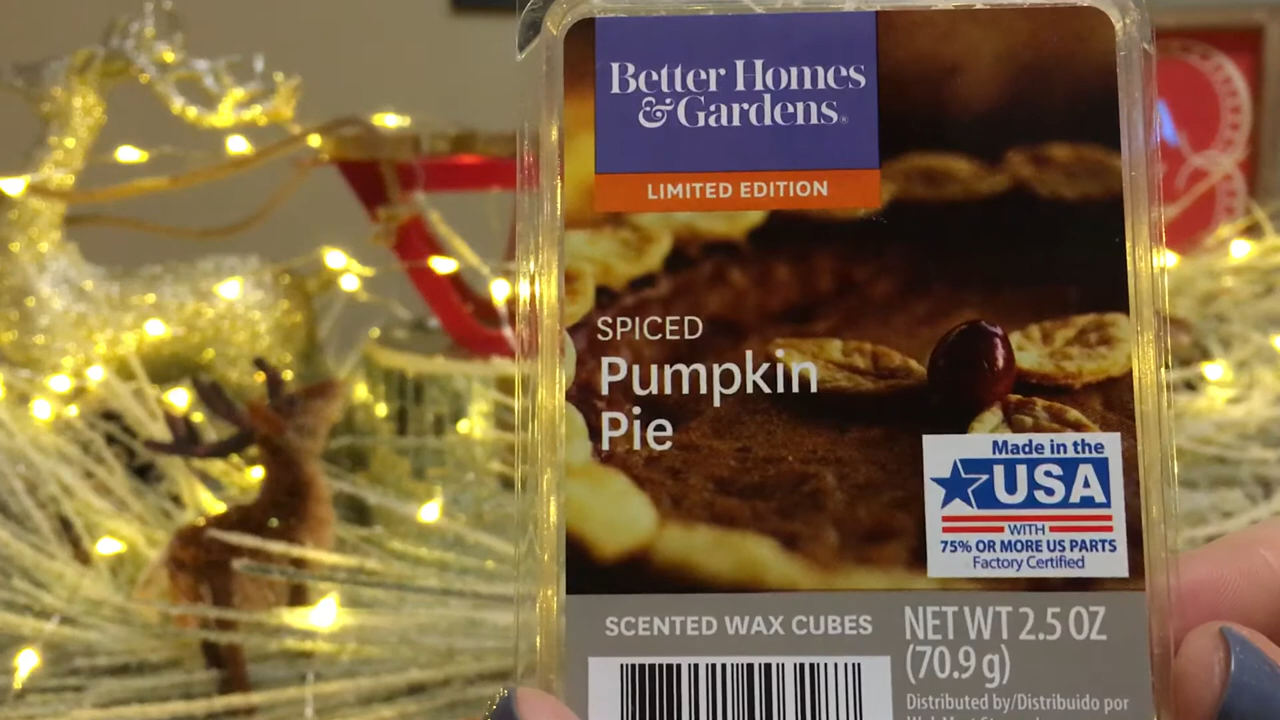 Better Homes
& Gardens®
LIMITED EDITION
SPICED
Pumpkin
Pie
Made in the
USA
WITH
75% OR MORE US PARTS
Factory Certified
SCENTED WAX CUBES
NET WT 2.5 OZ
(70.9 g)
Distributed by/Distribuido por